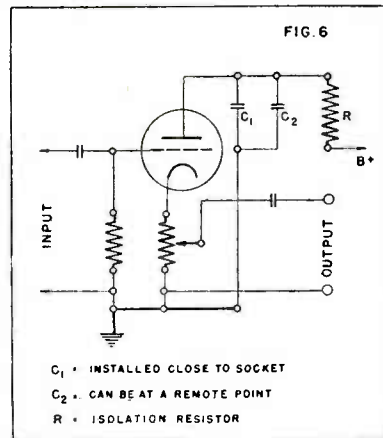 FIG. 6
C1
C2
R
B+
INPUT
OUTPUT
C1 = INSTALLED CLOSE TO SOCKET
C2 = CAN BE AT A REMOTE POINT
R = ISOLATION RESISTOR